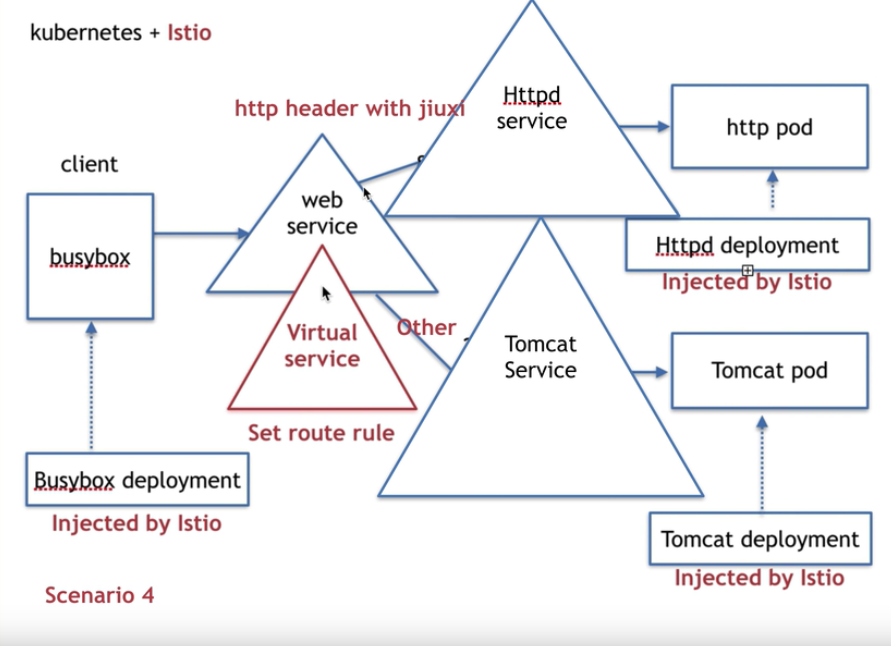 kubernetes + Istio
http header with jiuxi
Httpd
service
http pod
client
web
service
busybox
Httpd deployment
Injected by Istio
Virtual
service
Other
Tomcat
Service
Tomcat pod
Set route rule
Busybox deployment
Injected by Istio
Tomcat deployment
Injected by Istio
Scenario 4